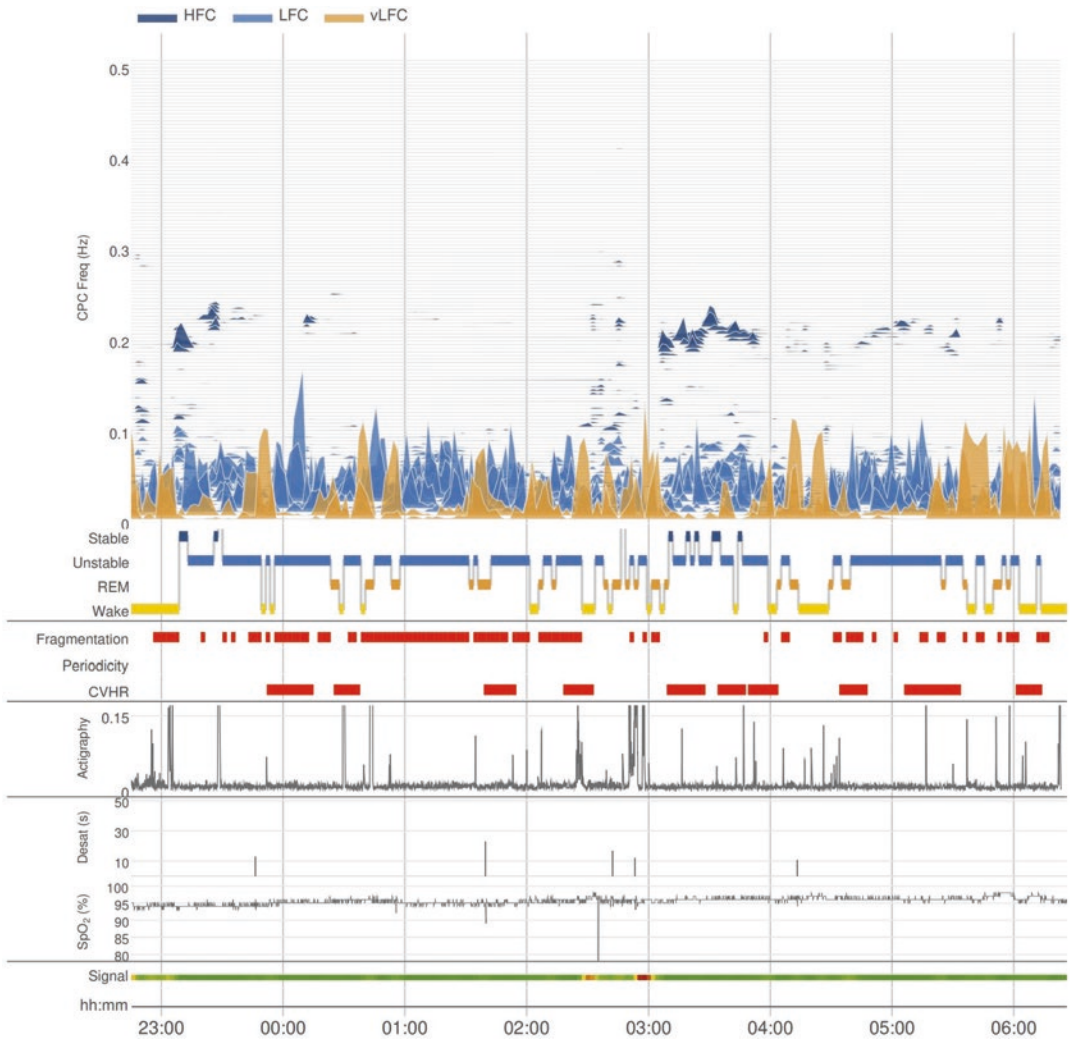 HFC LFC vLFC
CPC Freq (Hz)
0.5
0.4
0.3
0.2
0.1
0
Stable
Unstable
REM
Wake
Fragmentation
Periodicity
CVHR
Actigraphy
0.15
0
Desat (s)
50
30
10
SpO₂ (%)
100
95
90
85
80
Signal
hh:mm
23:00 00:00 01:00 02:00 03:00 04:00 05:00 06:00